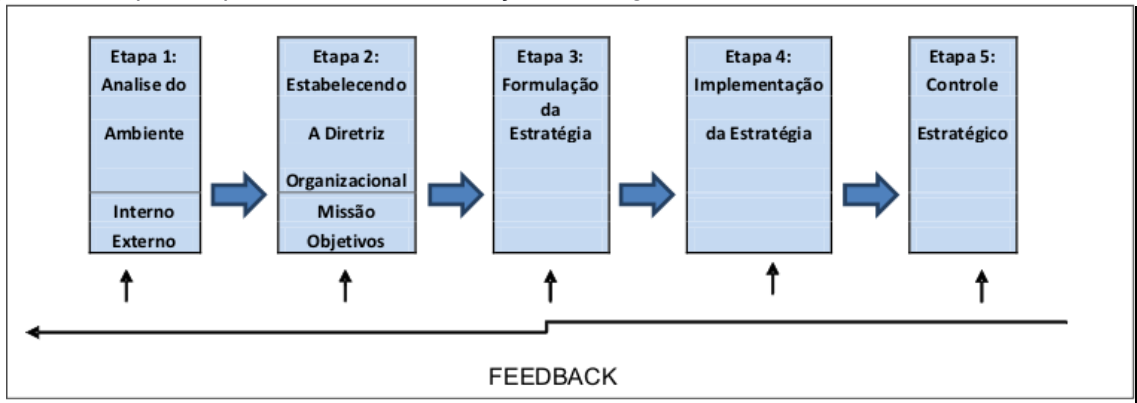 Etapa 1:
Analise do
Ambiente
Interno
Externo
Etapa 2:
Estabelecendo
A Diretriz
Organizacional
Missão
Objetivos
Etapa 3:
Formulação
da
Estratégia
Etapa 4:
Implementação
da Estratégia
Etapa 5:
Controle
Estratégico
FEEDBACK